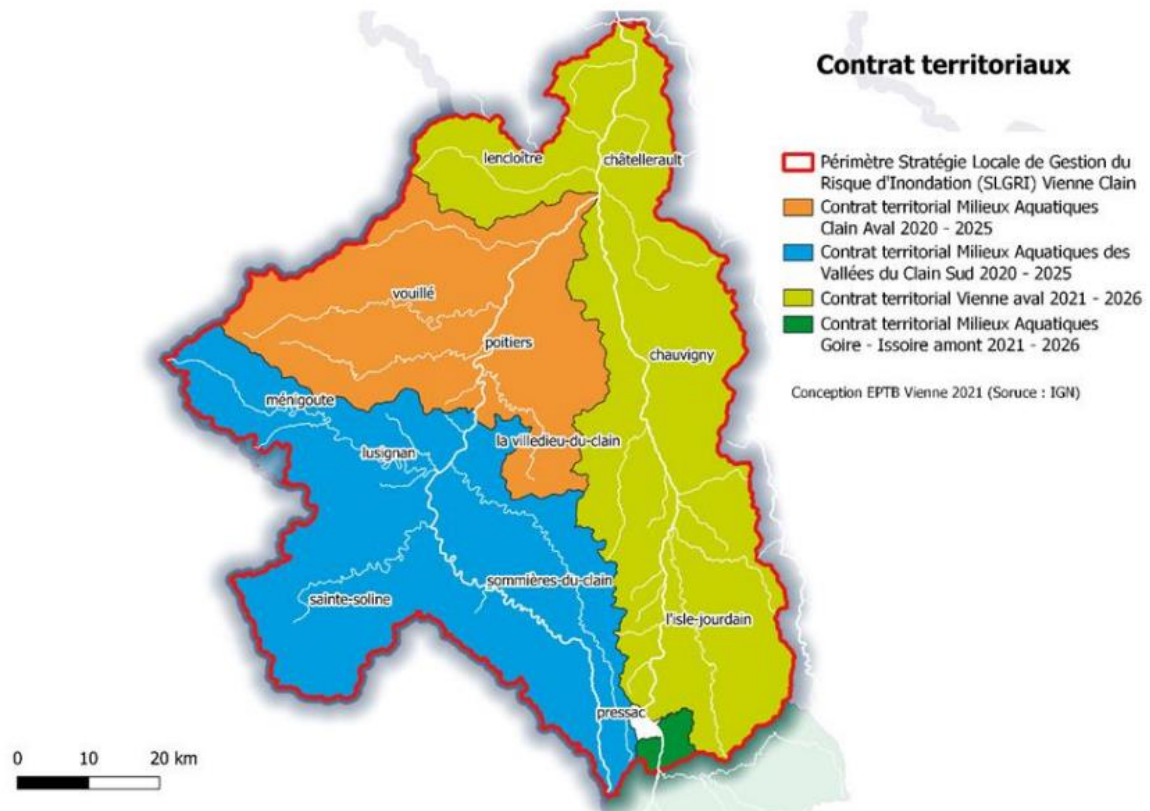 Contrat territoriaux
Périmètre Stratégie Locale de Gestion du
Risque d'Inondation (SLGRI) Vienne Clain
Contrat territorial Milieux Aquatiques
Clain Aval 2020 - 2025
Contrat territorial Milieux Aquatiques des
Vallées du Clain Sud 2020 - 2025
Contrat territorial Vienne aval 2021 - 2026
Contrat territorial Milieux Aquatiques
Goire - Issoire amont 2021 - 2026
Conception EPTB Vienne 2021 (Soruce : IGN)
lencloître
châtellerault
vouillé
poitiers
chauvigny
ménigoute
la villedieu-du-clain
lusignan
sommières-du-clain
sainte-soline
l'isle-jourdain
pressac
0 10 20 km